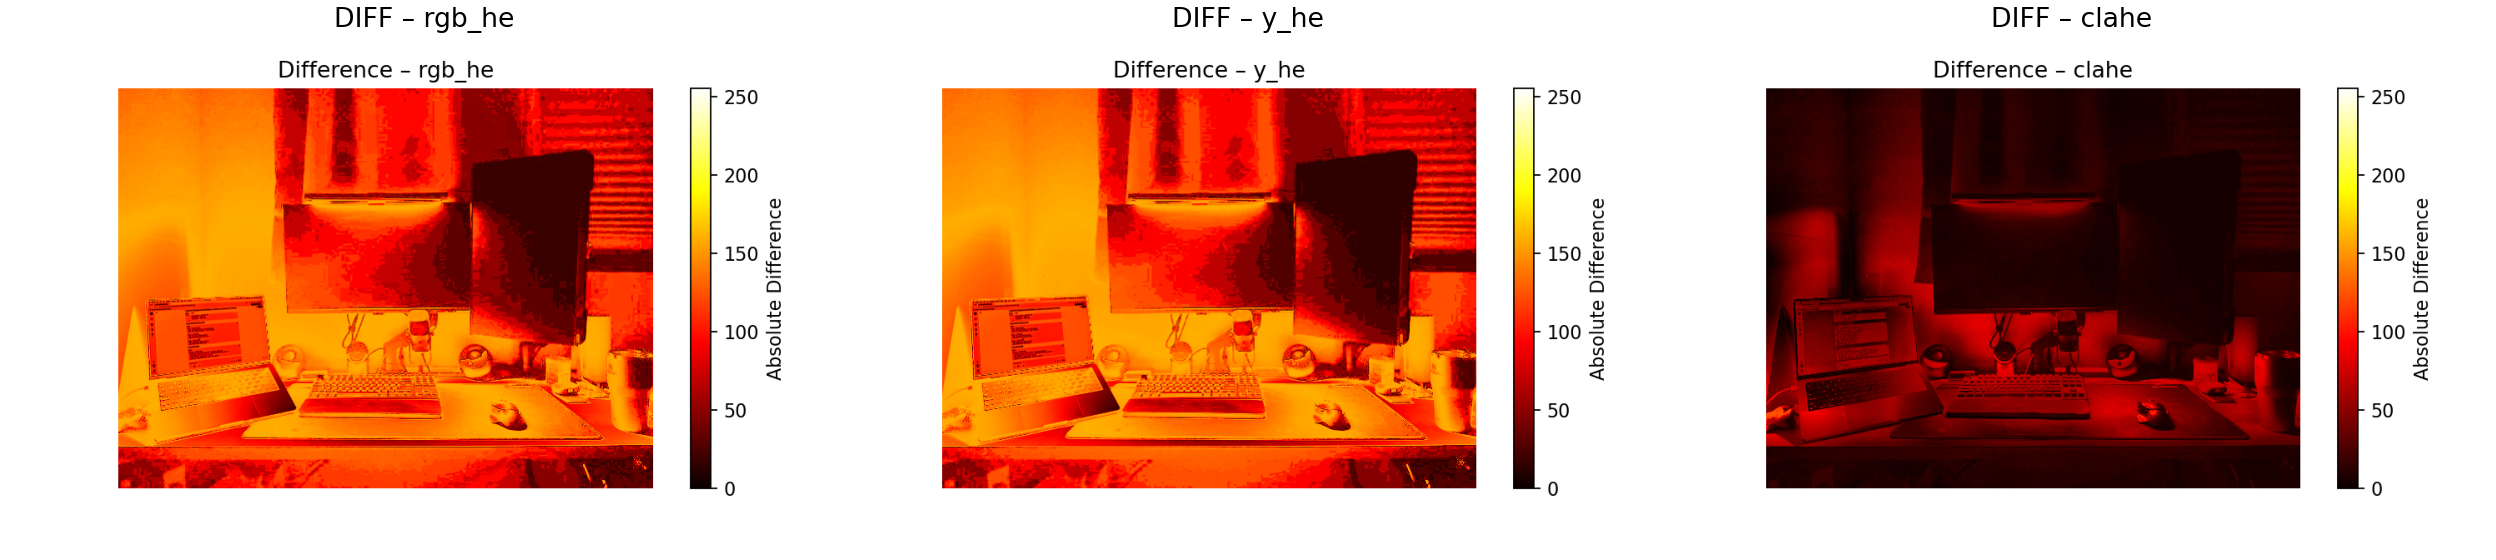 DIFF – rgb_he
Difference – rgb_he
250
200
150
100
50
0
Absolute Difference
DIFF – y_he
Difference – y_he
250
200
150
100
50
0
Absolute Difference
DIFF – clahe
Difference – clahe
250
200
150
100
50
0
Absolute Difference